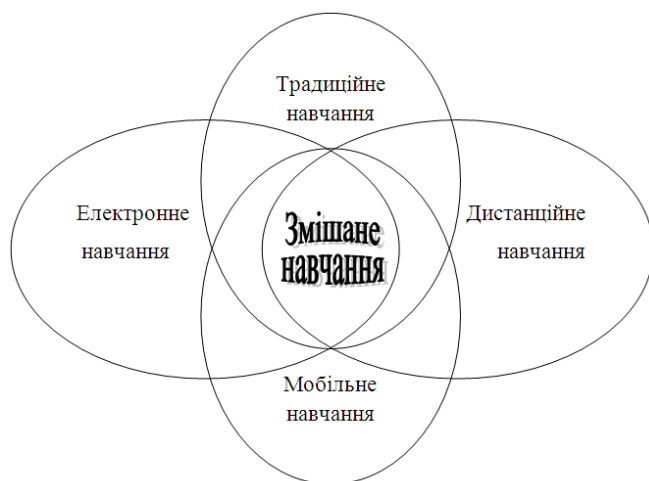 Традиційне
навчання
Електронне
навчання
Змішане
навчання
Дистанційне
навчання
Мобільне
навчання